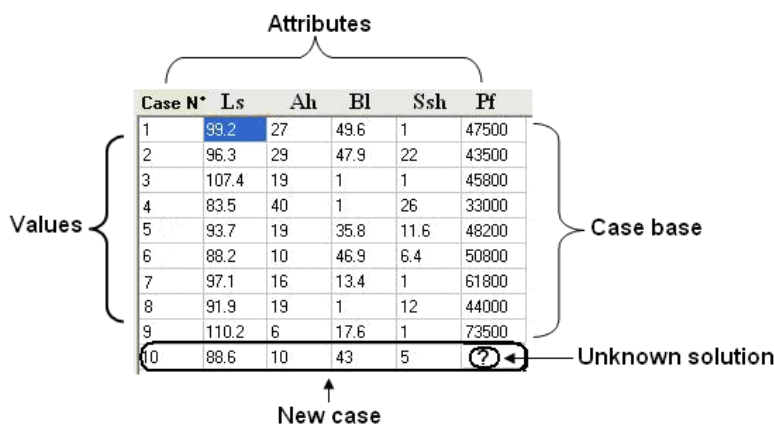 Attributes
Case N° Ls Ah Bl Ssh Pf
1 99.2 27 49.6 1 47500
2 96.3 29 47.9 22 43500
3 107.4 19 1 1 45800
4 83.5 40 1 26 33000
Values
5 93.7 19 35.8 11.6 48200
Case base
6 88.2 10 46.9 6.4 50800
7 97.1 16 13.4 1 61800
8 91.9 19 1 12 44000
9 110.2 6 17.6 1 73500
10 88.6 10 43 5 ?
Unknown solution
New case